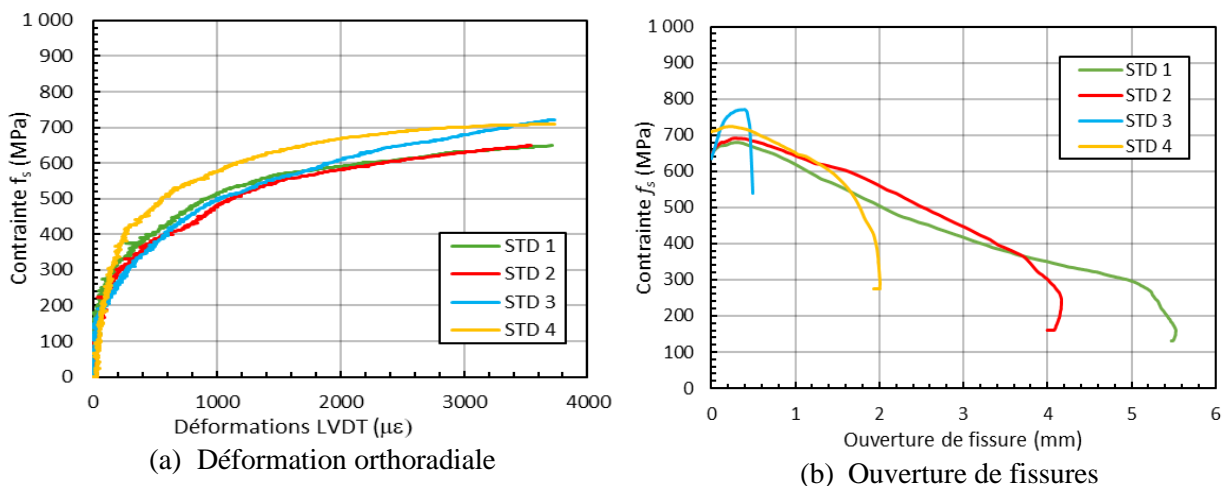 1 000
900
800
700
600
500
400
300
200
100
0
Contrainte fs (MPa)
STD 1
STD 2
STD 3
STD 4
0 1000 2000 3000 4000
Déformations LVDT (με)
(a) Déformation orthoradiale
1 000
900
800
700
600
500
400
300
200
100
0
Contrainte fs (MPa)
STD 1
STD 2
STD 3
STD 4
0 1 2 3 4 5 6
Ouverture de fissure (mm)
(b) Ouverture de fissures